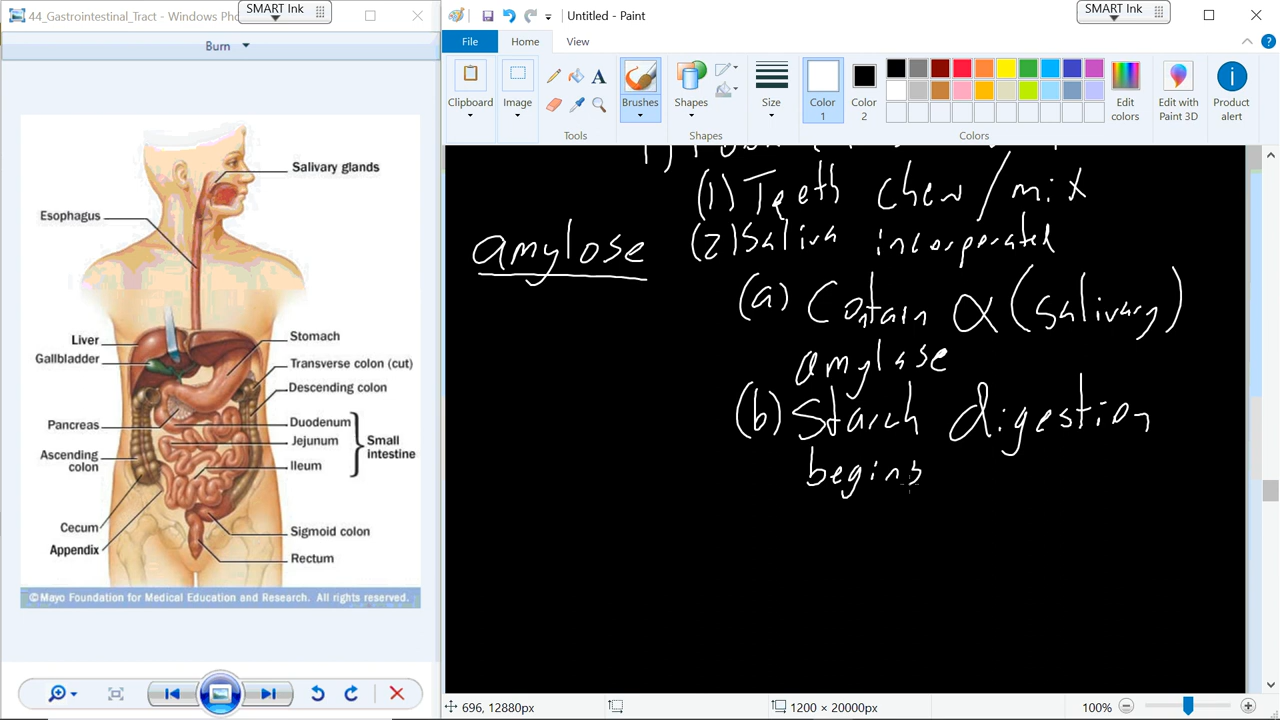 44_Gastrointestinal_Tract - Windows Pho
SMART Ink
Burn
Salivary glands
Esophagus
Liver
Gallbladder
Stomach
Transverse colon (cut)
Descending colon
Pancreas
Duodenum
Jejunum
Small
intestine
Ascending
colon
Ileum
Cecum
Appendix
Sigmoid colon
Rectum
©Mayo Foundation for Medical Education and Research. All rights reserved.
Untitled - Paint
SMART Ink
File Home View
Clipboard
Image
Tools
Brushes
Shapes
Shapes
Size
Color
1
Color
2
Colors
Edit
colors
Edit with
Paint 3D
Product
alert
(1) Teeth chew/mix
amylose
(2) Saliva incorporated
(a) Contain α (salivary)
amylase
(b) Starch digestion
begins
696, 12880px
1200 × 20000px
100%